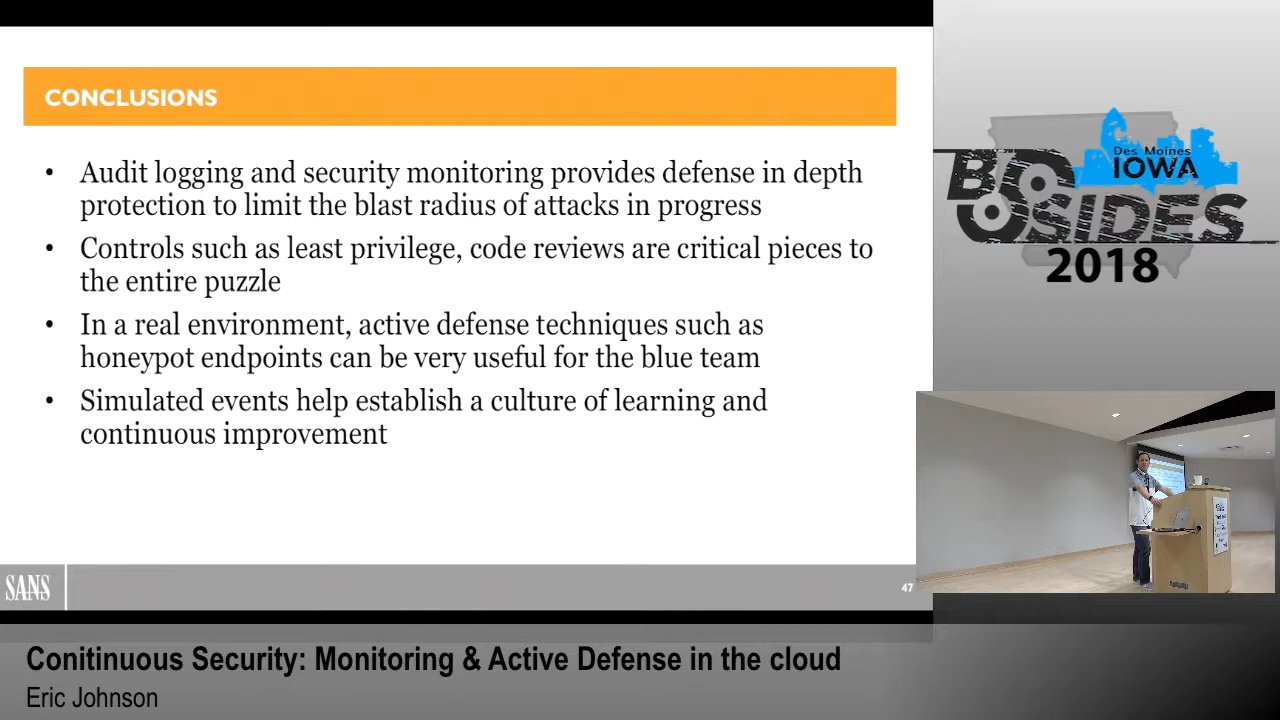 CONCLUSIONS
• Audit logging and security monitoring provides defense in depth
protection to limit the blast radius of attacks in progress
• Controls such as least privilege, code reviews are critical pieces to
the entire puzzle
• In a real environment, active defense techniques such as
honeypot endpoints can be very useful for the blue team
• Simulated events help establish a culture of learning and
continuous improvement
SANS
47
Des Moines
IOWA
BSIDES
2018
Conitinuous Security: Monitoring & Active Defense in the cloud
Eric Johnson